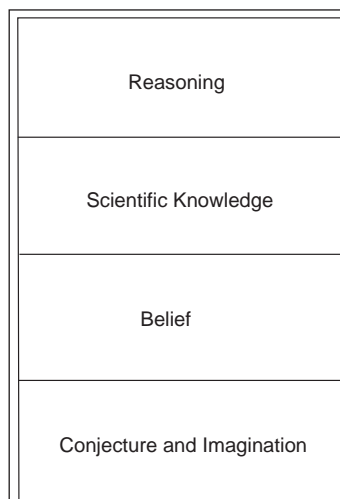 Reasoning
Scientific Knowledge
Belief
Conjecture and Imagination